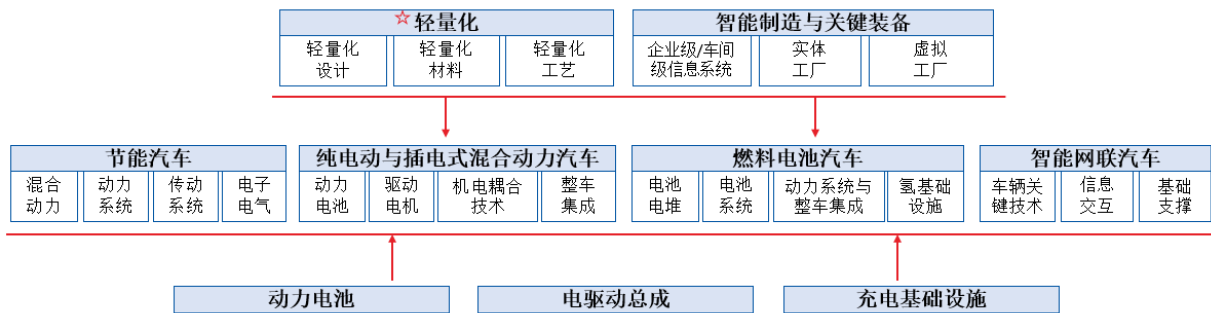 ☆轻量化
轻量化
设计
轻量化
材料
轻量化
工艺
智能制造与关键装备
企业级/车间
级信息系统
实体
工厂
虚拟
工厂
节能汽车
混合
动力
动力
系统
传动
系统
电子
电气
纯电动与插电式混合动力汽车
动力
电池
驱动
电机
机电耦合
技术
整车
集成
燃料电池汽车
电池
电堆
电池
系统
动力系统与
整车集成
氢基础
设施
智能网联汽车
车辆关
键技术
信息
交互
基础
支撑
动力电池
电驱动总成
充电基础设施